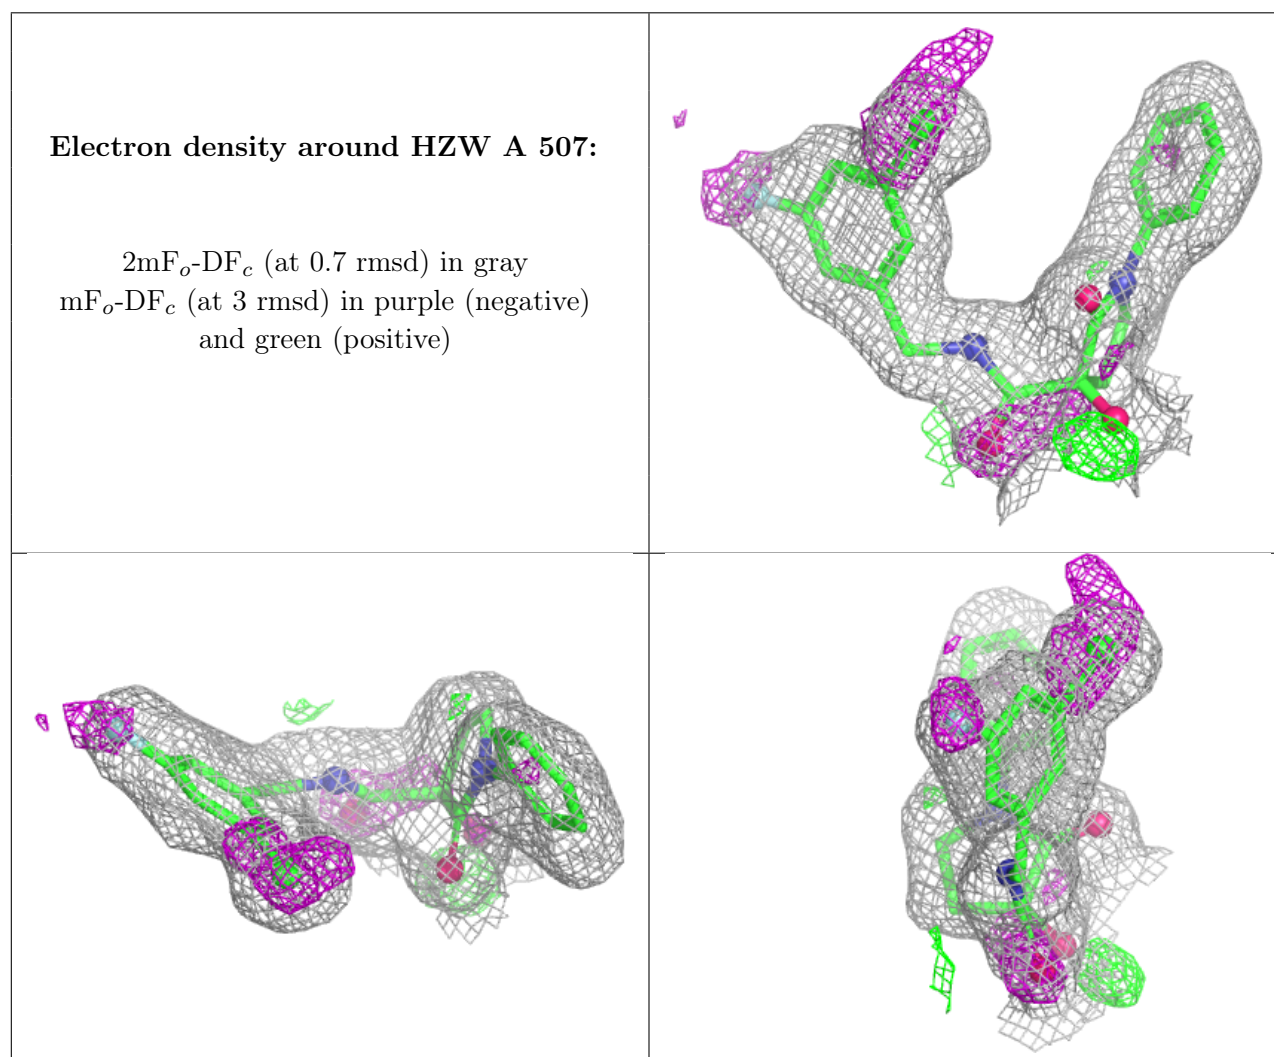 Electron density around HZW A 507:
2mFo-DFc (at 0.7 rmsd) in gray
mFo-DFc (at 3 rmsd) in purple (negative)
and green (positive)